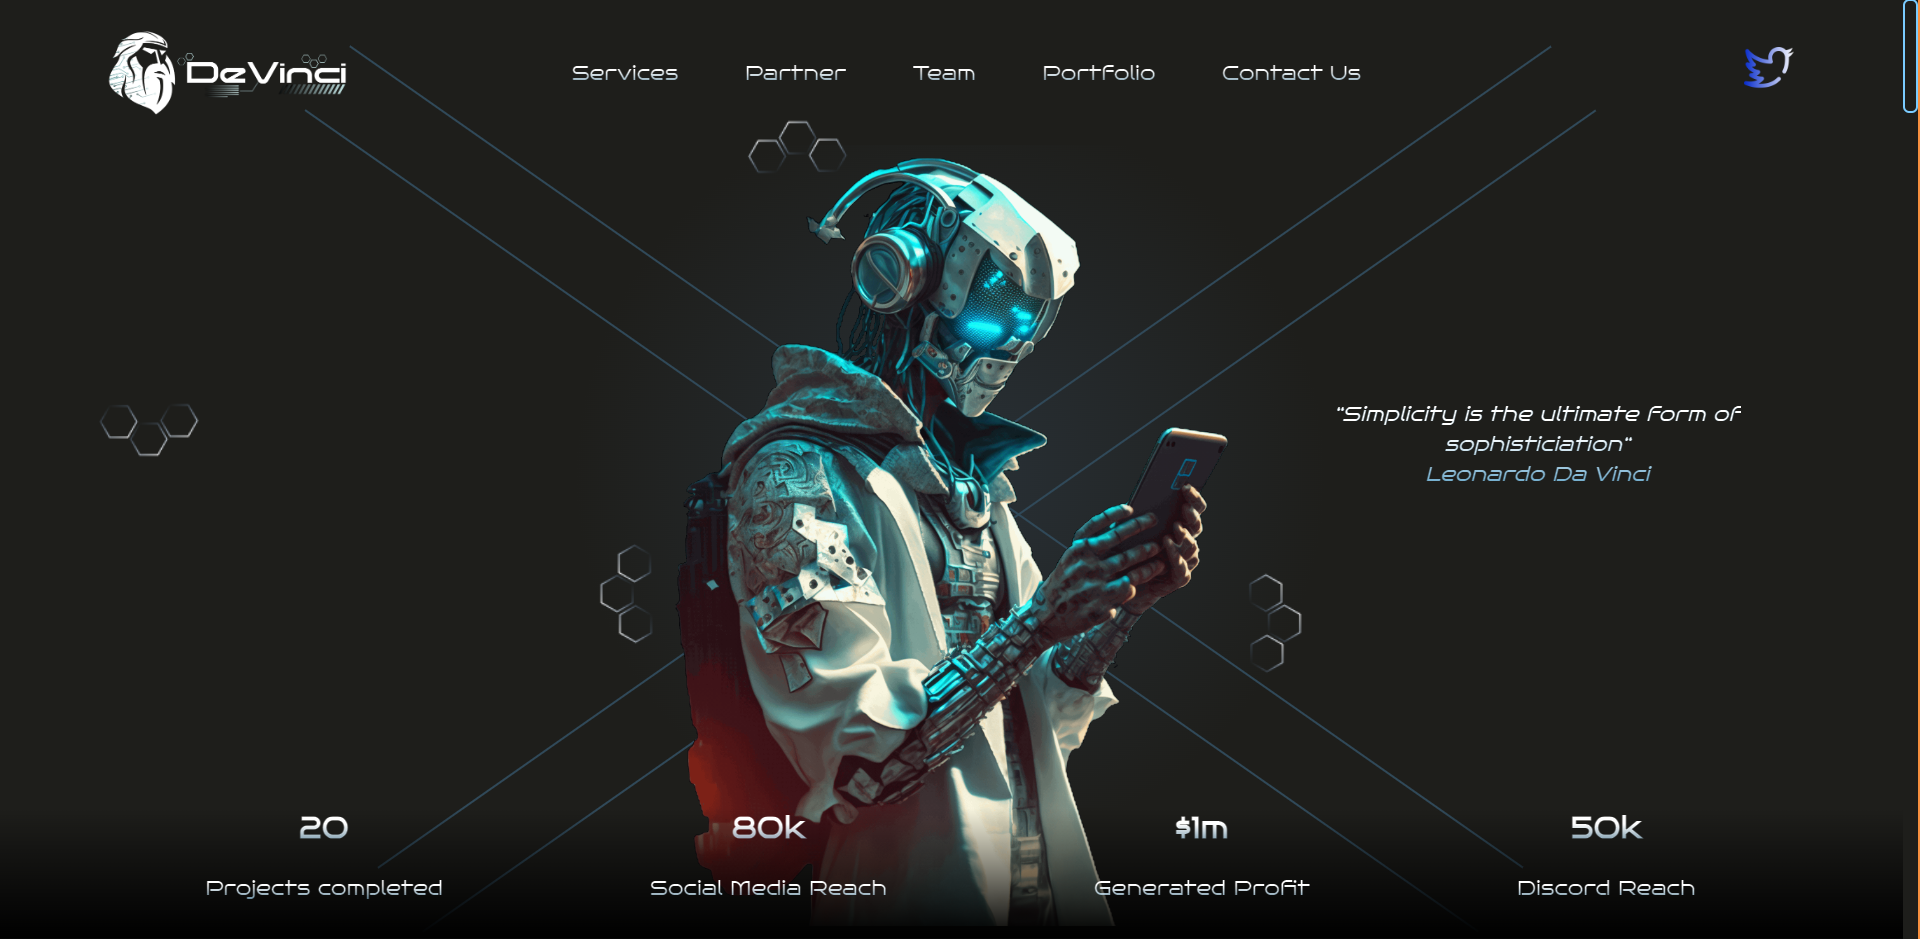 DeVinci
Services
Partner
Team
Portfolio
Contact Us
“Simplicity is the ultimate form of
sophisticiation“
Leonardo Da Vinci
20
80k
$1m
50k
Projects completed
Social Media Reach
Generated Profit
Discord Reach